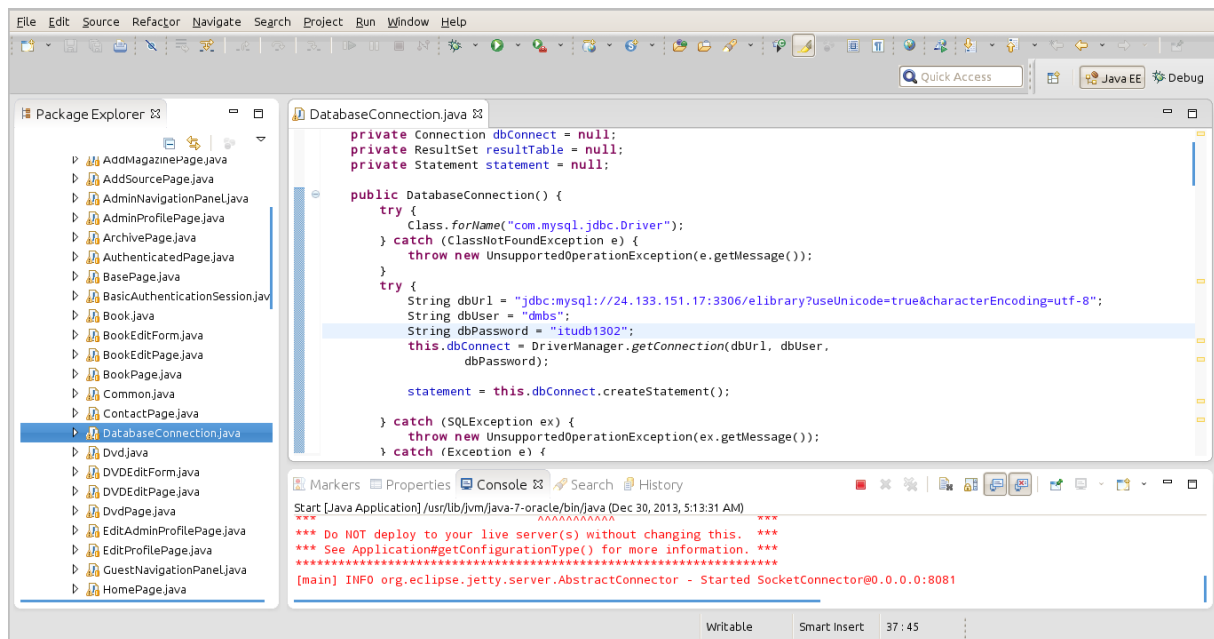 File Edit Source Refactor Navigate Search Project Run Window Help
Quick Access
Java EE
Debug
Package Explorer
AddMagazinePage.java
AddSourcePage.java
AdminNavigationPanel.java
AdminProfilePage.java
ArchivePage.java
AuthenticatedPage.java
BasePage.java
BasicAuthenticationSession.jav
Book.java
BookEditForm.java
BookEditPage.java
BookPage.java
Common.java
ContactPage.java
DatabaseConnection.java
Dvd.java
DVDEditForm.java
DVDEditPage.java
DvdPage.java
EditAdminProfilePage.java
EditProfilePage.java
GuestNavigationPanel.java
HomePage.java
DatabaseConnection.java
private Connection dbConnect = null;
private ResultSet resultTable = null;
private Statement statement = null;
public DatabaseConnection() {
try {
Class.forName("com.mysql.jdbc.Driver");
} catch (ClassNotFoundException e) {
throw new UnsupportedOperationException(e.getMessage());
}
try {
String dbUrl = "jdbc:mysql://24.133.151.17:3306/elibrary?useUnicode=true&characterEncoding=utf-8";
String dbUser = "dmbs";
String dbPassword = "itudb1302";
this.dbConnect = DriverManager.getConnection(dbUrl, dbUser,
dbPassword);
statement = this.dbConnect.createStatement();
} catch (SQLException ex) {
throw new UnsupportedOperationException(ex.getMessage());
} catch (Exception e) {
Markers Properties Console Search History
Start [Java Application] /usr/lib/jvm/java-7-oracle/bin/java (Dec 30, 2013, 5:13:31 AM)
*** ^^^^^^^^^^^ ***
*** Do NOT deploy to your live server(s) without changing this. ***
*** See Application#getConfigurationType() for more information. ***
********************************************************************
[main] INFO org.eclipse.jetty.server.AbstractConnector - Started SocketConnector@0.0.0.0:8081
Writable Smart Insert 37 : 45